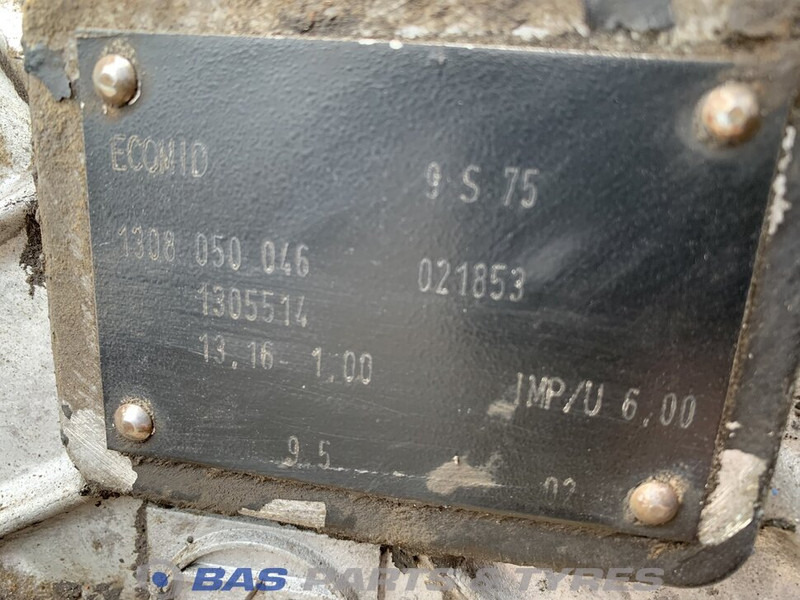 ECOMID 9 S 75
1308 050 046 021853
1305514
13,16- 1,00
IMP/U 6,00
9.5 02
BAS PARTS & TYRES